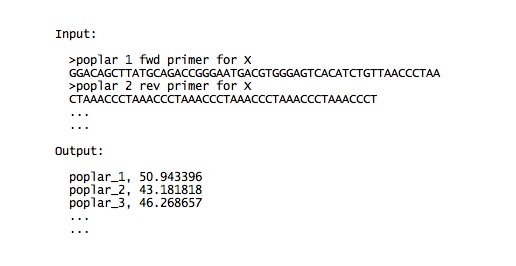 Input:
>poplar 1 fwd primer for X
GGACAGCTTATGCAGACCGGGAATGACGTGGGAGTCACATCTGTTAACCCTAA
>poplar 2 rev primer for X
CTAAACCCTAAACCCTAAACCCTAAACCCTAAACCCTAAACCCT
...
...
Output:
poplar_1, 50.943396
poplar_2, 43.181818
poplar_3, 46.268657
...
...